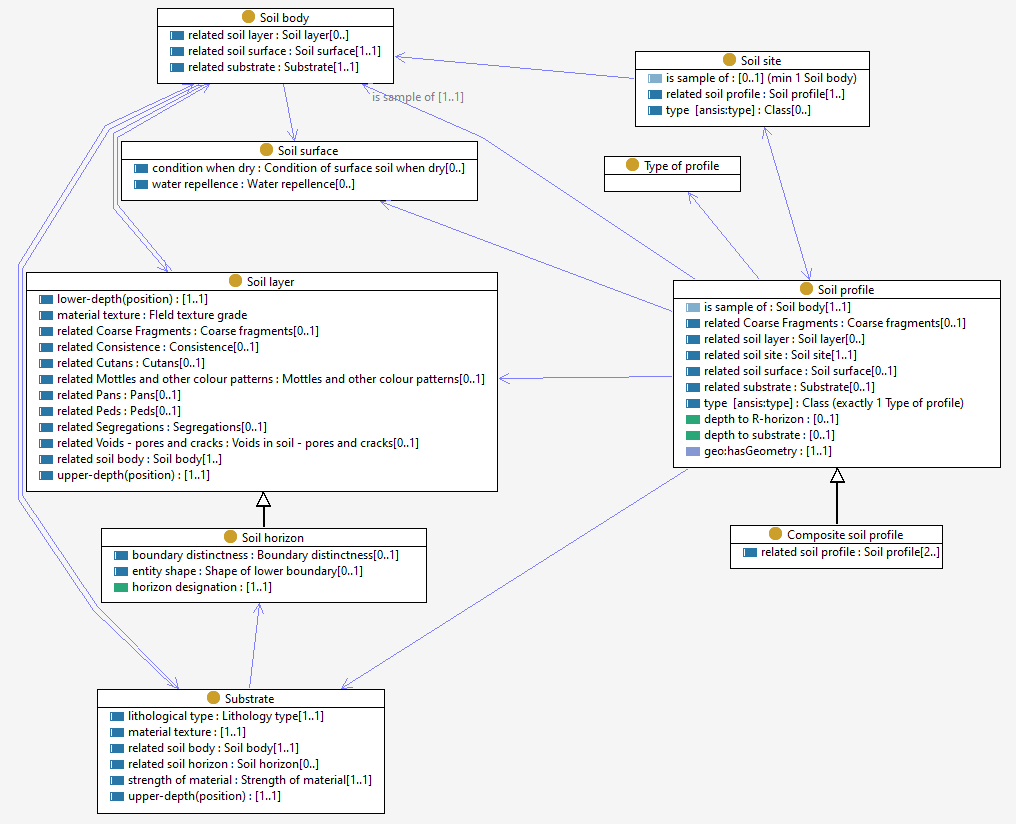 Soil body
related soil layer : Soil layer[0..]
related soil surface : Soil surface[1..1]
related substrate : Substrate[1..1]
Soil site
is sample of : [0..1] (min 1 Soil body)
related soil profile : Soil profile[1..]
type [ansis:type] : Class[0..]
is sample of [1..1]
Soil surface
condition when dry : Condition of surface soil when dry[0..]
water repellence : Water repellence[0..]
Type of profile
Soil layer
lower-depth(position) : [1..1]
material texture : FIeld texture grade
related Coarse Fragments : Coarse fragments[0..1]
related Consistence : Consistence[0..1]
related Cutans : Cutans[0..1]
related Mottles and other colour patterns : Mottles and other colour patterns[0..1]
related Pans : Pans[0..1]
related Peds : Peds[0..1]
related Segregations : Segregations[0..1]
related Voids - pores and cracks : Voids in soil - pores and cracks[0..1]
related soil body : Soil body[1..]
upper-depth(position) : [1..1]
Soil profile
is sample of : Soil body[1..1]
related Coarse Fragments : Coarse fragments[0..1]
related soil layer : Soil layer[0..]
related soil site : Soil site[1..1]
related soil surface : Soil surface[0..1]
related substrate : Substrate[0..1]
type [ansis:type] : Class (exactly 1 Type of profile)
depth to R-horizon : [0..1]
depth to substrate : [0..1]
geo:hasGeometry : [1..1]
Soil horizon
boundary distinctness : Boundary distinctness[0..1]
entity shape : Shape of lower boundary[0..1]
horizon designation : [1..1]
Composite soil profile
related soil profile : Soil profile[2..]
Substrate
lithological type : Lithology type[1..1]
material texture : [1..1]
related soil body : Soil body[1..1]
related soil horizon : Soil horizon[0..]
strength of material : Strength of material[1..1]
upper-depth(position) : [1..1]